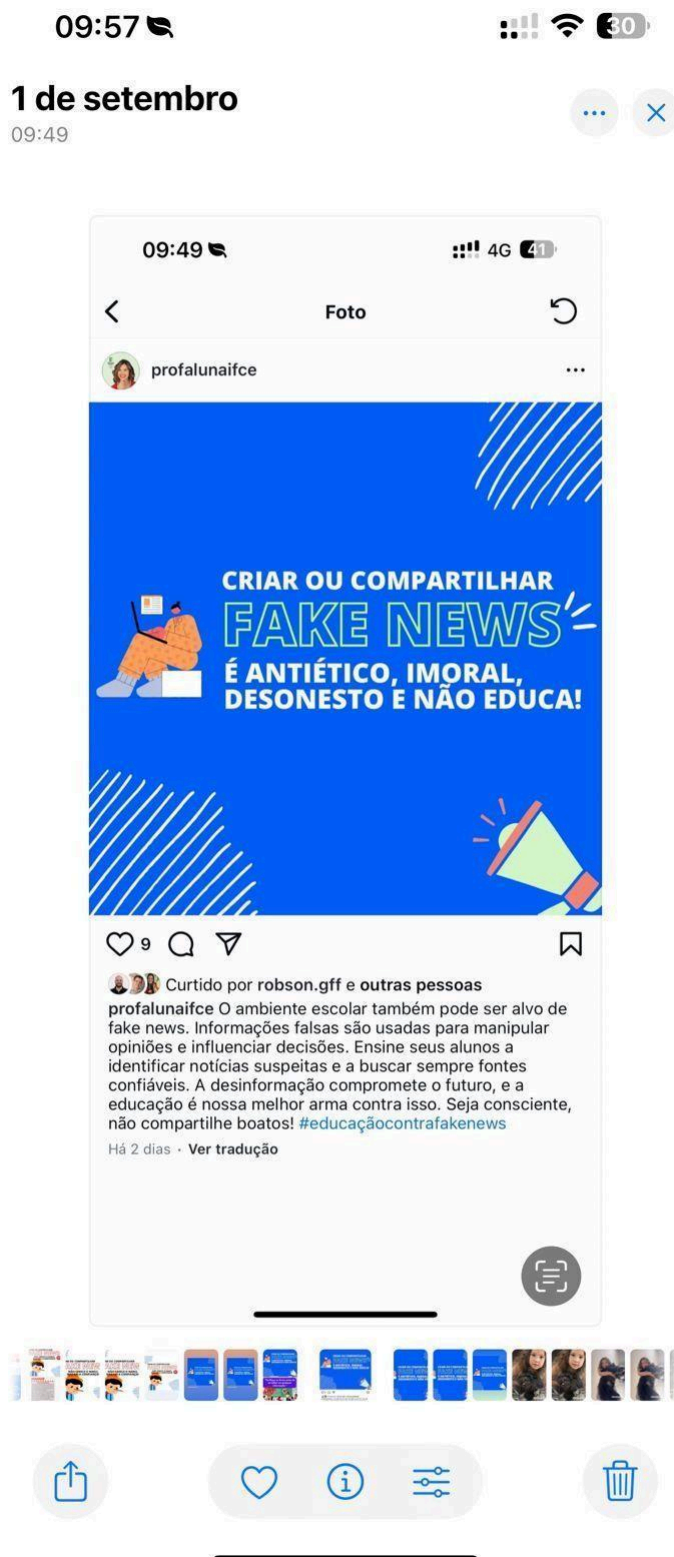 09:57
30
1 de setembro
09:49
09:49
4G 41
Foto
profalunaifce
CRIAR OU COMPARTILHAR
FAKE NEWS
É ANTIÉTICO, IMORAL,
DESONESTO E NÃO EDUCA!
9
Curtido por robson.gff e outras pessoas
profalunaifce O ambiente escolar também pode ser alvo de
fake news. Informações falsas são usadas para manipular
opiniões e influenciar decisões. Ensine seus alunos a
identificar notícias suspeitas e a buscar sempre fontes
confiáveis. A desinformação compromete o futuro, e a
educação é nossa melhor arma contra isso. Seja consciente,
não compartilhe boatos! #educaçãocontrafakenews
Há 2 dias · Ver tradução